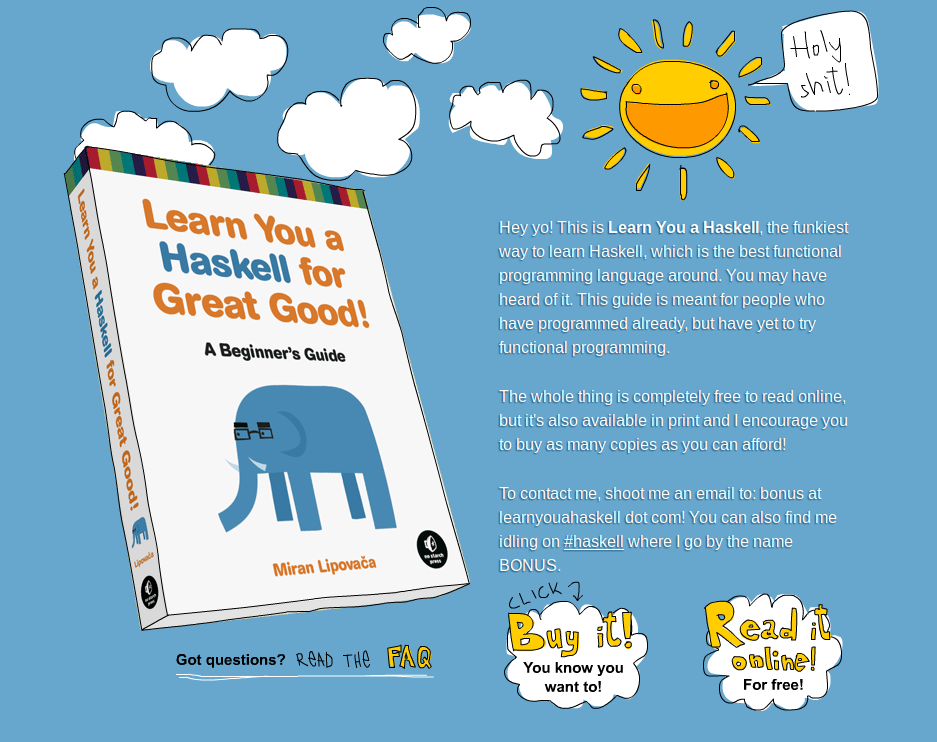 Holy
shit!
Learn You a
Haskell for
Great Good!
A Beginner's Guide
Miran Lipovača
no starch
press
Learn You a Haskell for Great Good!
Lipovača
no starch
press
Hey yo! This is Learn You a Haskell, the funkiest
way to learn Haskell, which is the best functional
programming language around. You may have
heard of it. This guide is meant for people who
have programmed already, but have yet to try
functional programming.
The whole thing is completely free to read online,
but it's also available in print and I encourage you
to buy as many copies as you can afford!
To contact me, shoot me an email to: bonus at
learnyouahaskell dot com! You can also find me
idling on #haskell where I go by the name
BONUS.
CLICK
Buy it!
You know you
want to!
Read it
online!
For free!
Got questions? READ THE FAQ